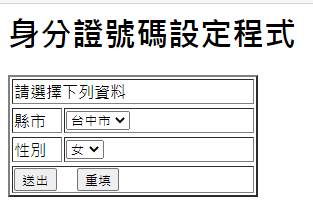 身分證號碼設定程式
請選擇下列資料
縣市 台中市
性別 女
送出 重填